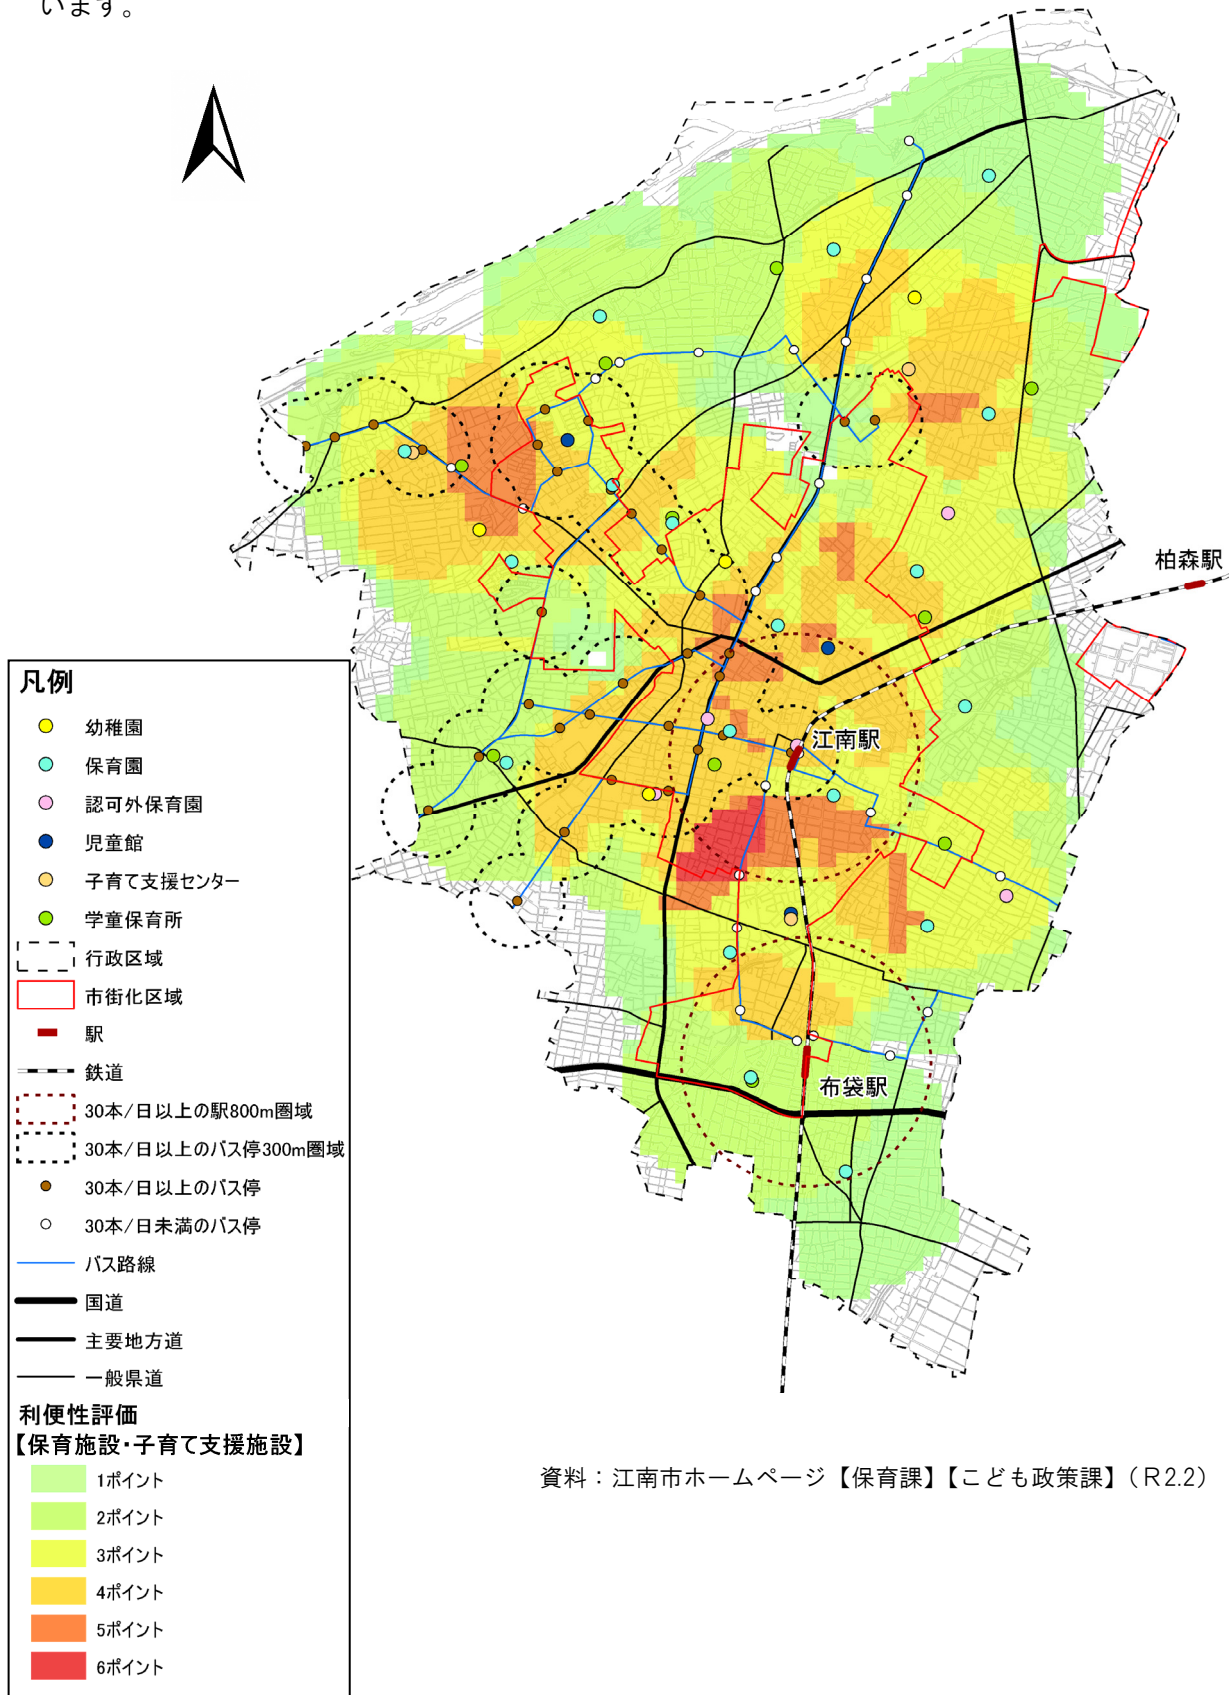 います。
柏森駅
江南駅
布袋駅
凡例
幼稚園
保育園
認可外保育園
児童館
子育て支援センター
学童保育所
行政区域
市街化区域
駅
鉄道
30本/日以上の駅800m圏域
30本/日以上のバス停300m圏域
30本/日以上のバス停
30本/日未満のバス停
バス路線
国道
主要地方道
一般県道
利便性評価
【保育施設・子育て支援施設】
1ポイント
2ポイント
3ポイント
4ポイント
5ポイント
6ポイント
資料：江南市ホームページ【保育課】【こども政策課】（R2.2）